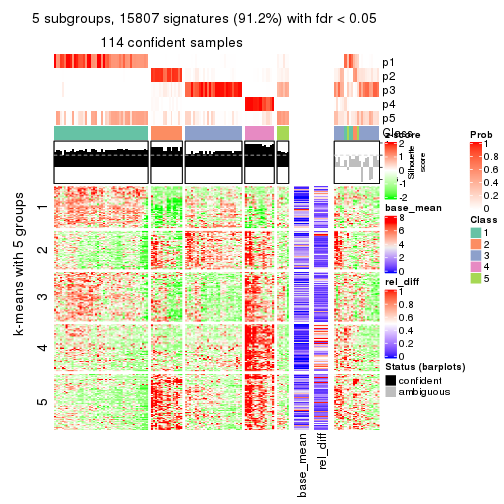 5 subgroups, 15807 signatures (91.2%) with fdr < 0.05
114 confident samples
p1
p2
p3
p4
p5
Class
z-score
2
1
0
-1
-2
Silhouette
score
Prob
1
0.8
0.6
0.4
0.2
0
base_mean
8
6
4
2
0
Class
1
2
3
4
5
rel_diff
1
0.8
0.6
0.4
0.2
0
Status (barplots)
confident
ambiguous
k-means with 5 groups
1
2
3
4
5
base_mean
rel_diff